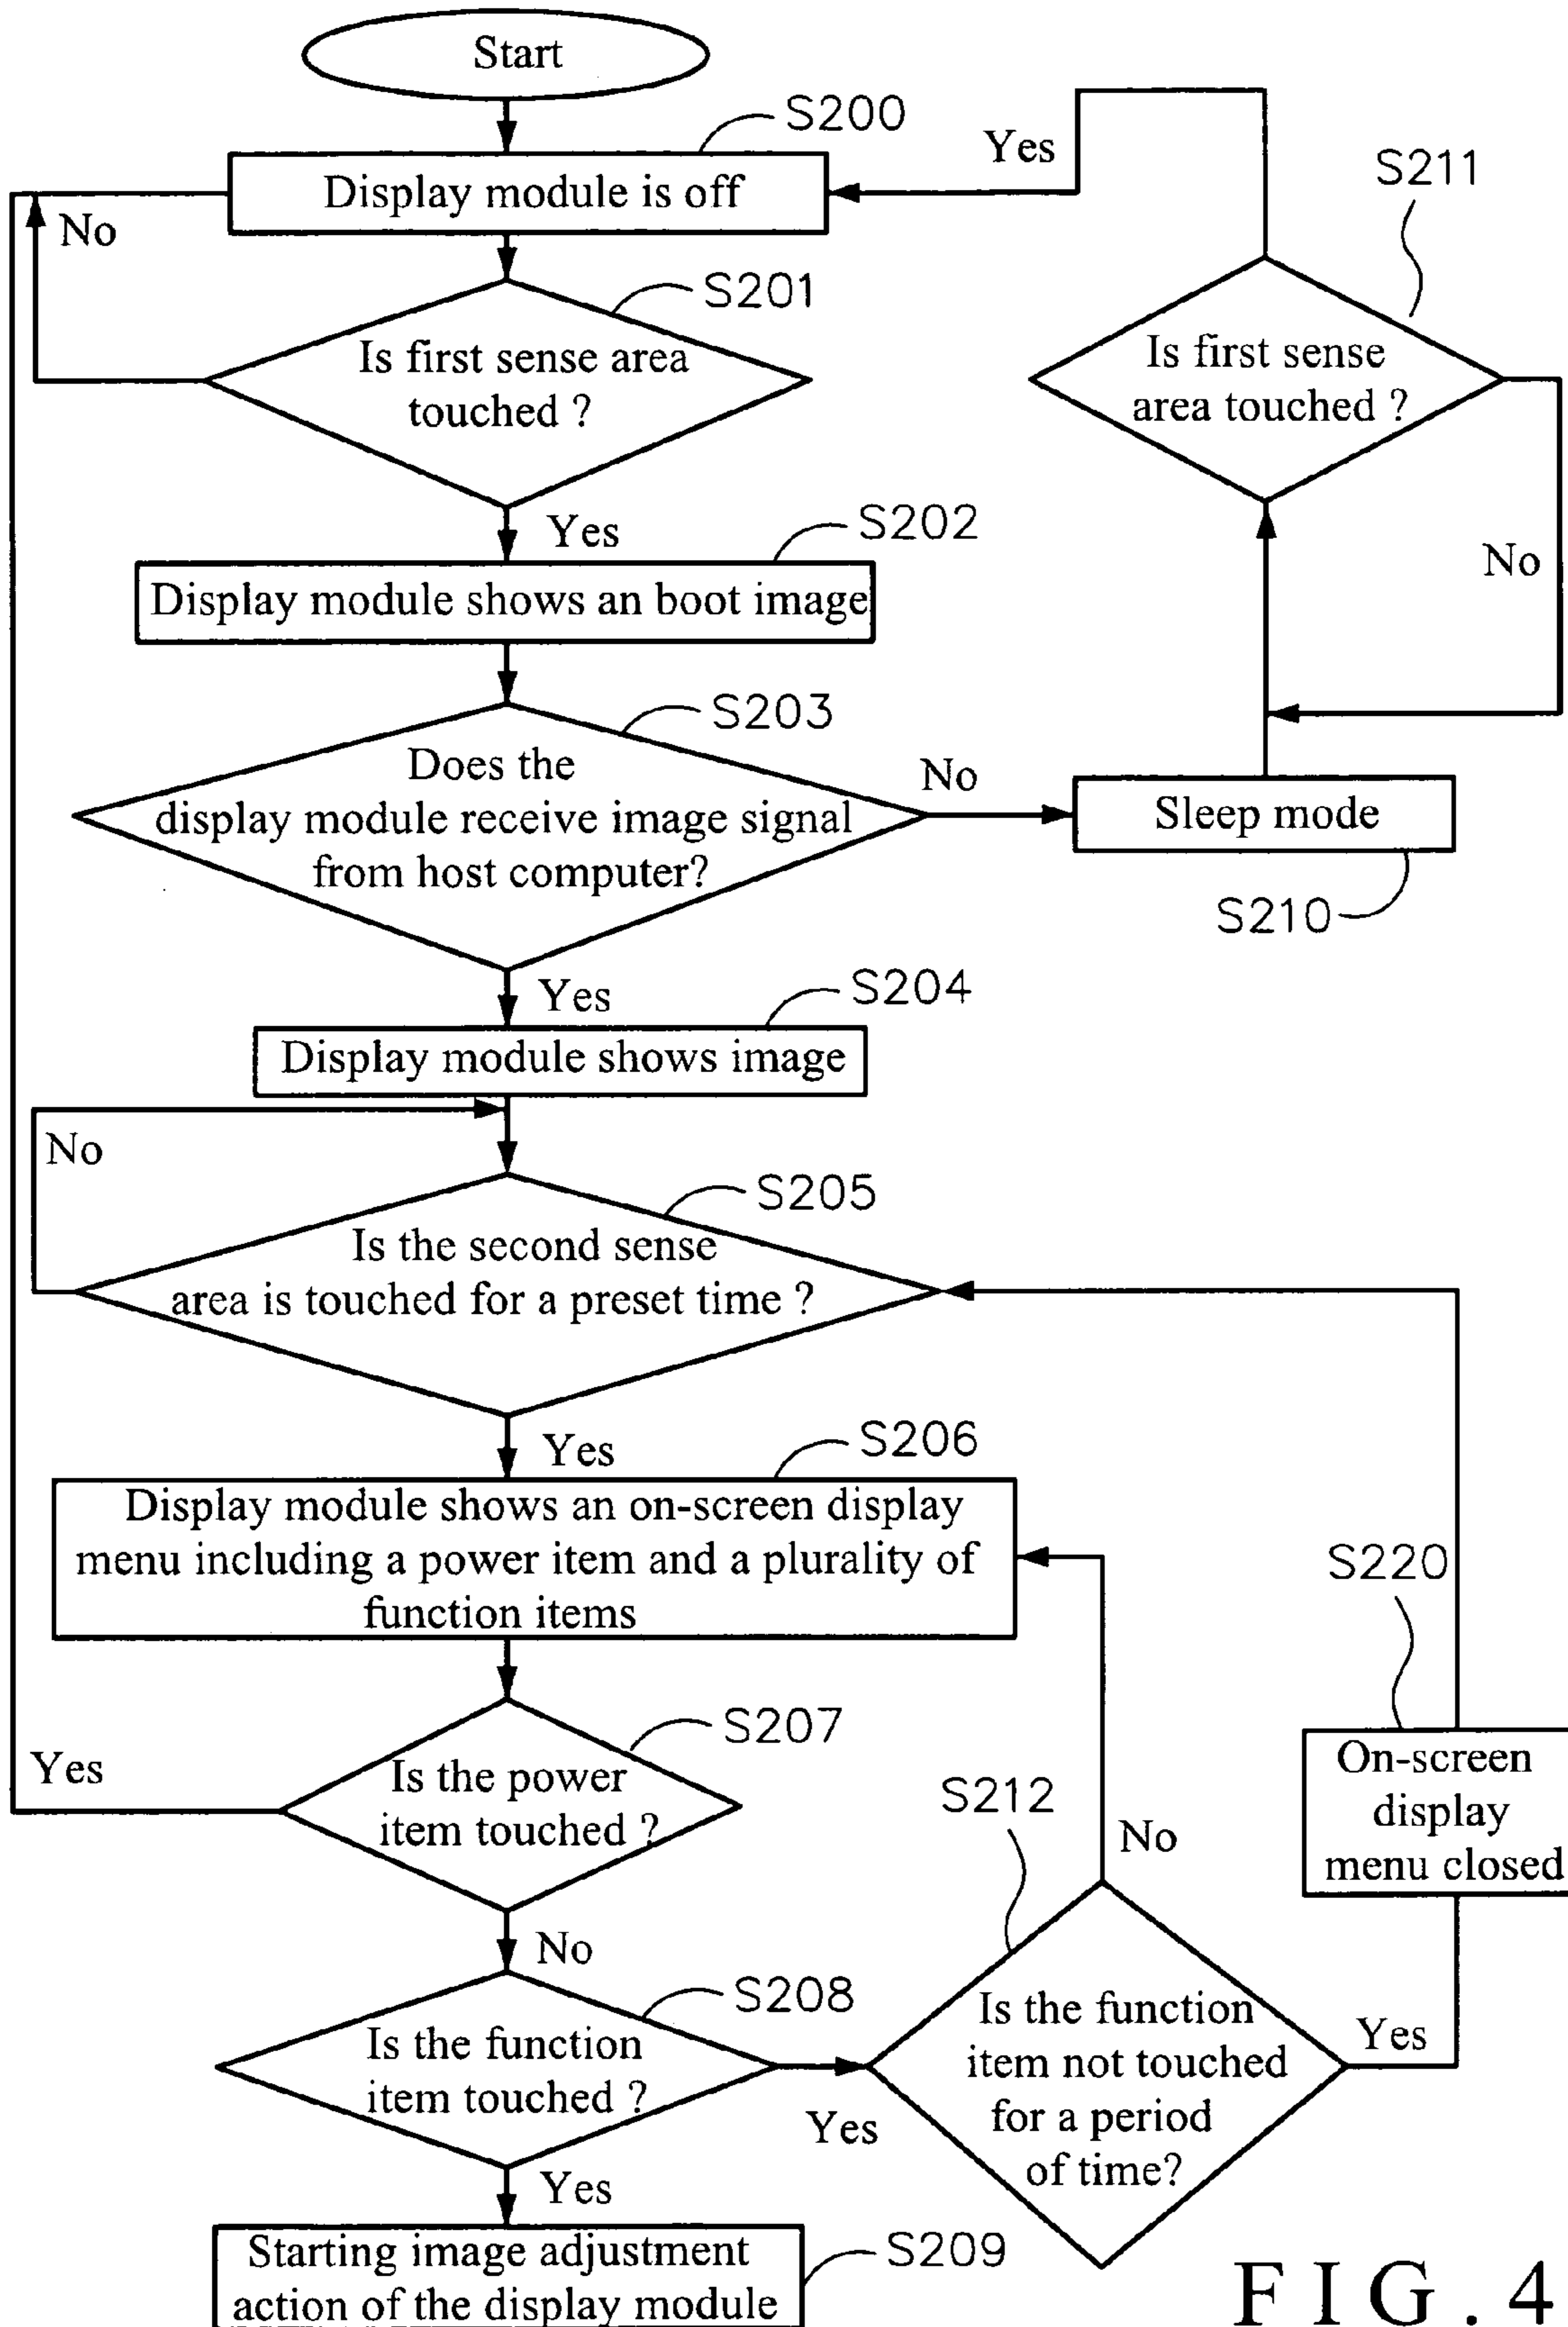 Start
S200
Display module is off
Yes
S211
No
S201
Is first sense area
touched ?
Is first sense
area touched ?
Yes
S202
No
Display module shows an boot image
S203
Does the
display module receive image signal
from host computer?
No
Sleep mode
S210
Yes
S204
Display module shows image
No
S205
Is the second sense
area is touched for a preset time ?
Yes
S206
Display module shows an on-screen display
menu including a power item and a plurality of
function items
S220
S207
Yes
Is the power
item touched ?
S212
No
On-screen
display
menu closed
No
S208
Is the function
item touched ?
Yes
Is the function
item not touched
for a period
of time?
Yes
Yes
Starting image adjustment
action of the display module
S209
FIG.4